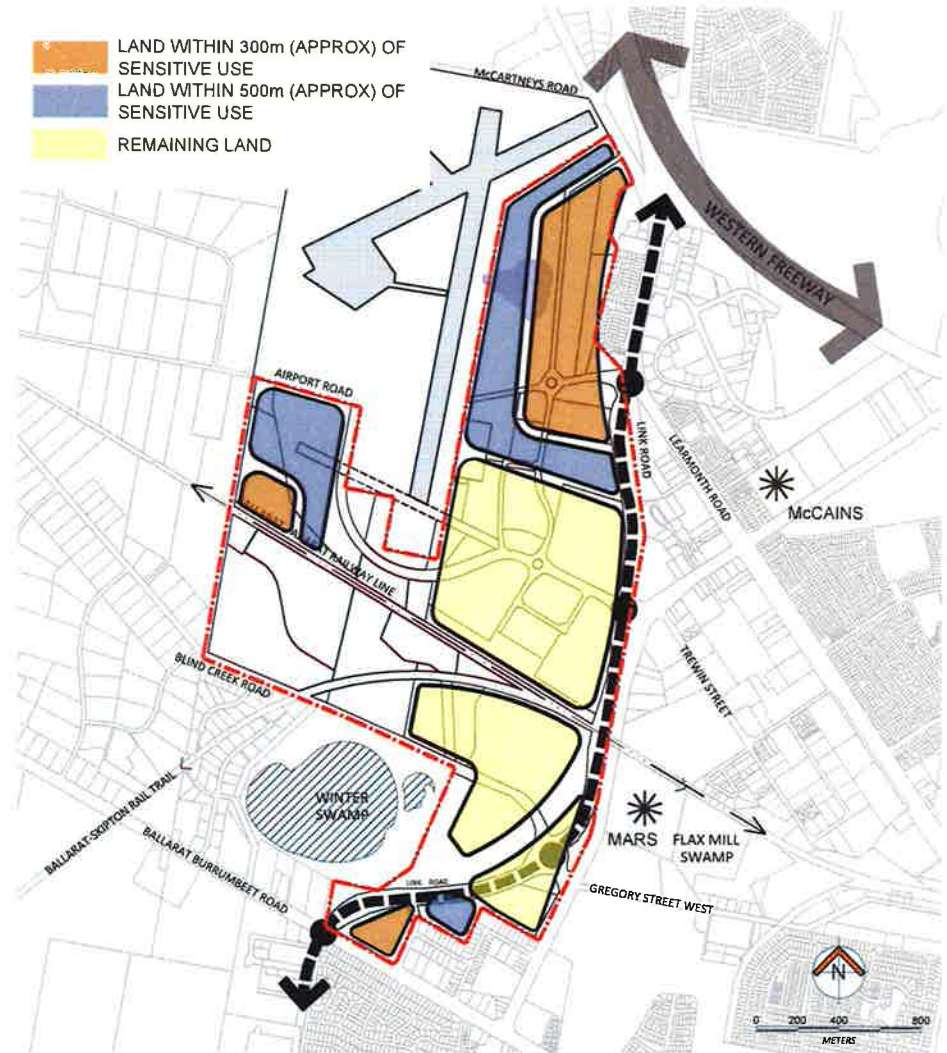 LAND WITHIN 300m (APPROX) OF
SENSITIVE USE
LAND WITHIN 500m (APPROX) OF
SENSITIVE USE
REMAINING LAND
McCARTNEYS ROAD
WESTERN FREEWAY
AIRPORT ROAD
LINK ROAD
LEARMONTH ROAD
McCAINS
RAILWAY LINE
TREWIN STREET
BLIND CREEK ROAD
WINTER
SWAMP
BALLARAT-SKIPTON RAIL TRAIL
MARS
FLAX MILL
SWAMP
BALLARAT BURRUMBEET ROAD
LINK ROAD
GREGORY STREET WEST
N
0 200 400 800
METERS